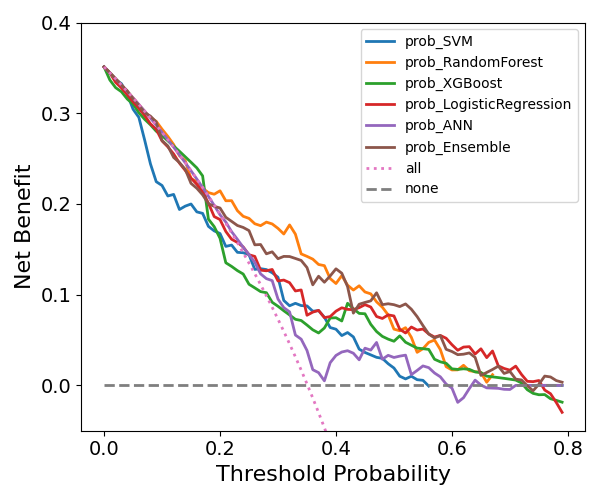 0.4
0.3
0.2
0.1
0.0
Net Benefit
prob_SVM
prob_RandomForest
prob_XGBoost
prob_LogisticRegression
prob_ANN
prob_Ensemble
all
none
0.0 0.2 0.4 0.6 0.8
Threshold Probability